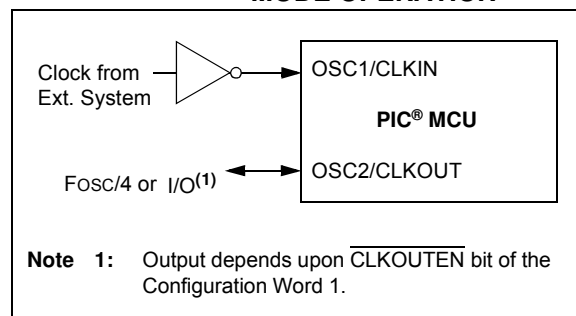 MODE OPERATION
Clock from
Ext. System
OSC1/CLKIN
PIC® MCU
FOSC/4 or I/O(1)
OSC2/CLKOUT
Note 1: Output depends upon CLKOUTEN bit of the
Configuration Word 1.